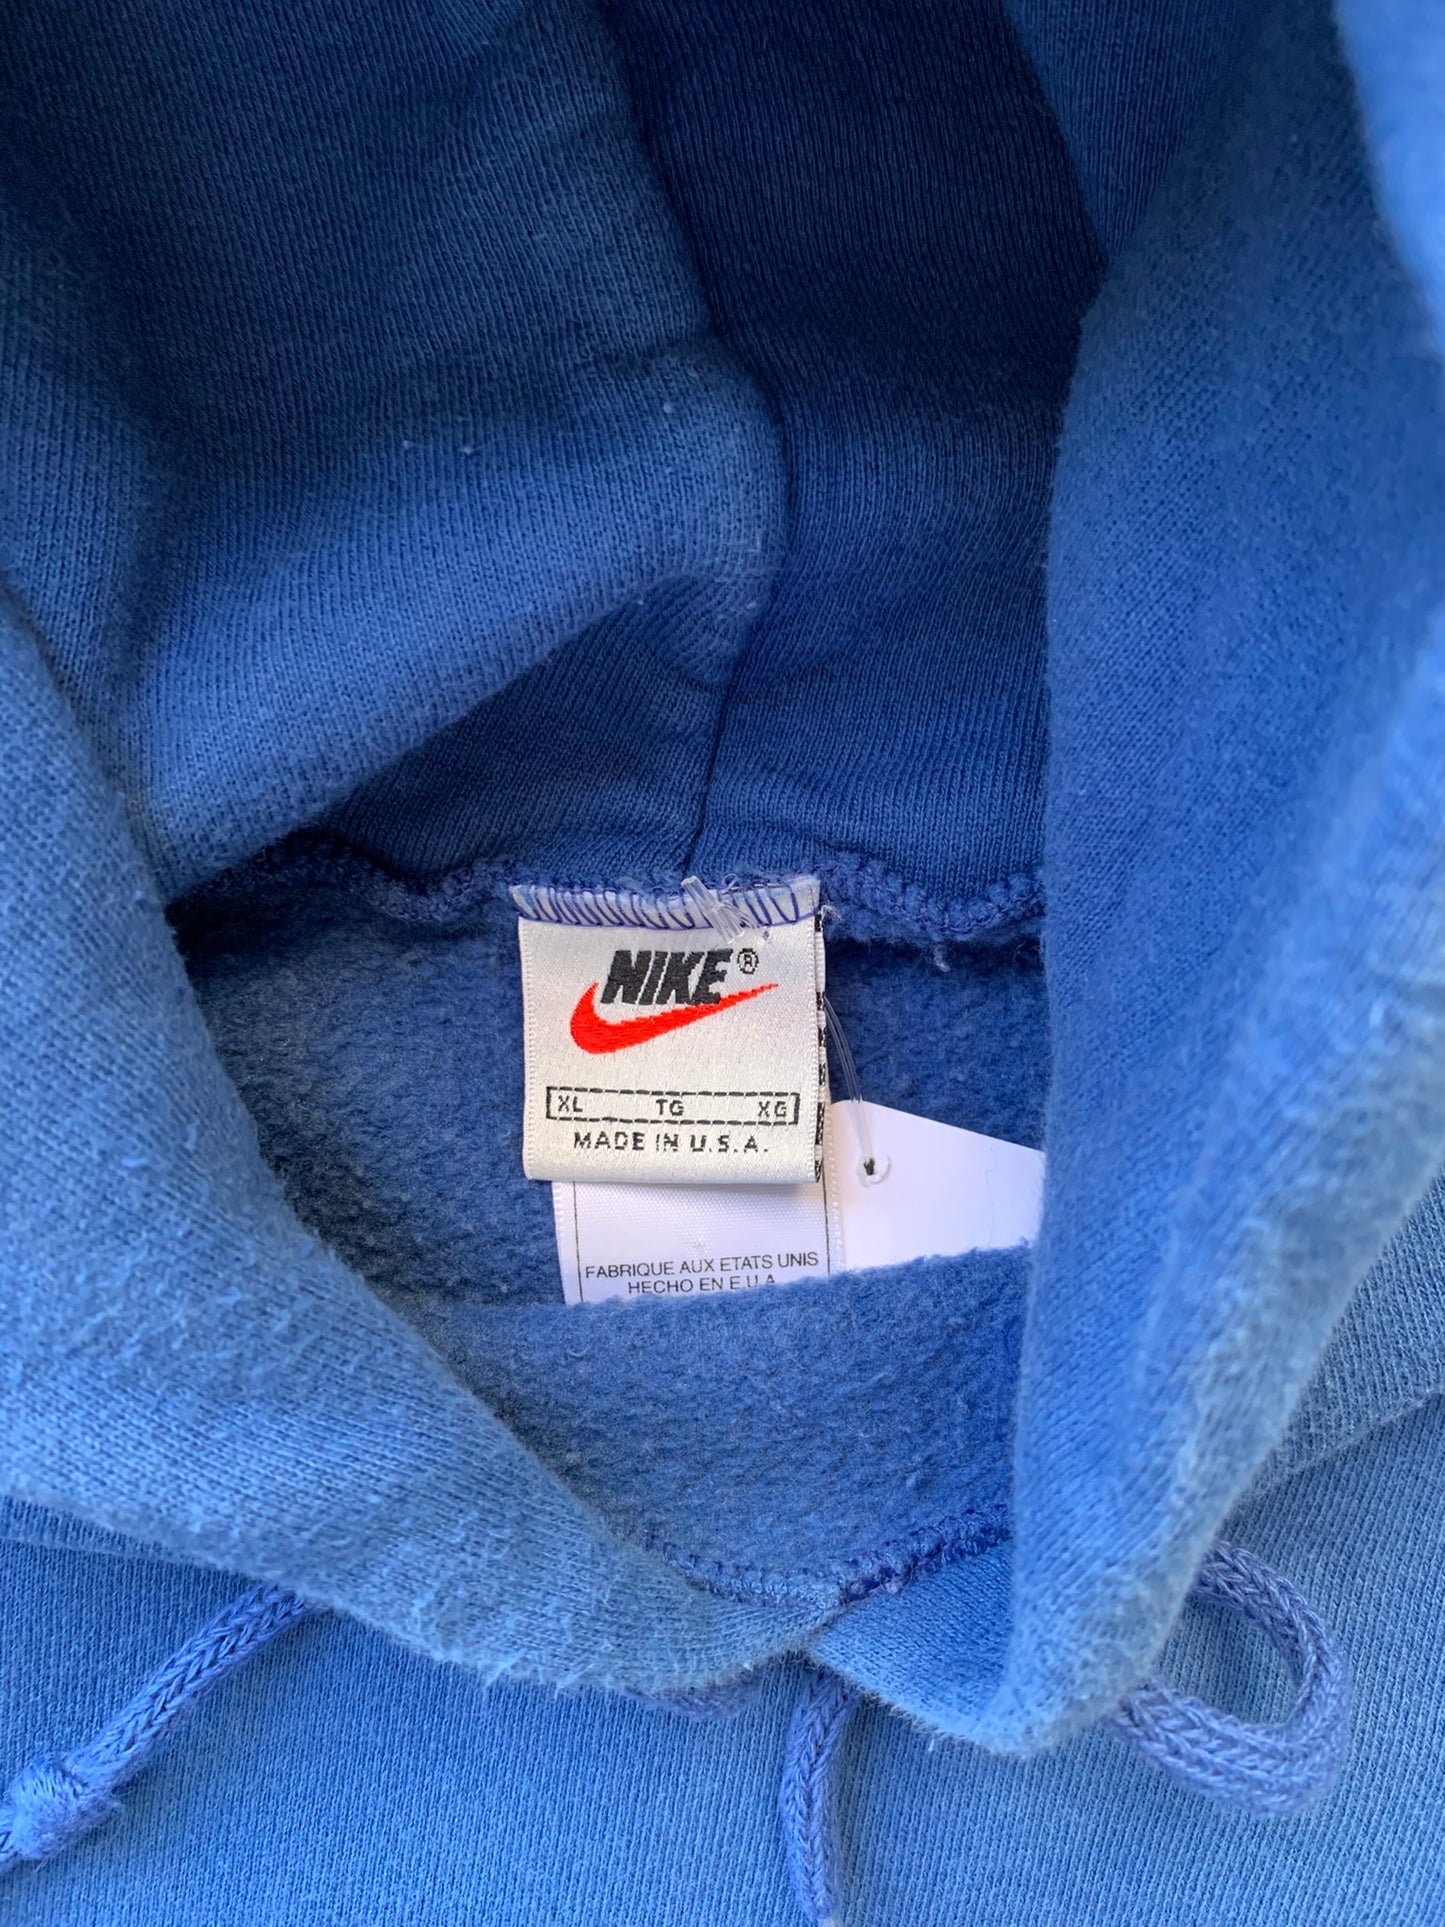 NIKE®
XL TG XG
MADE IN U.S.A.
FABRIQUE AUX ETATS UNIS
HECHO EN E.U.A